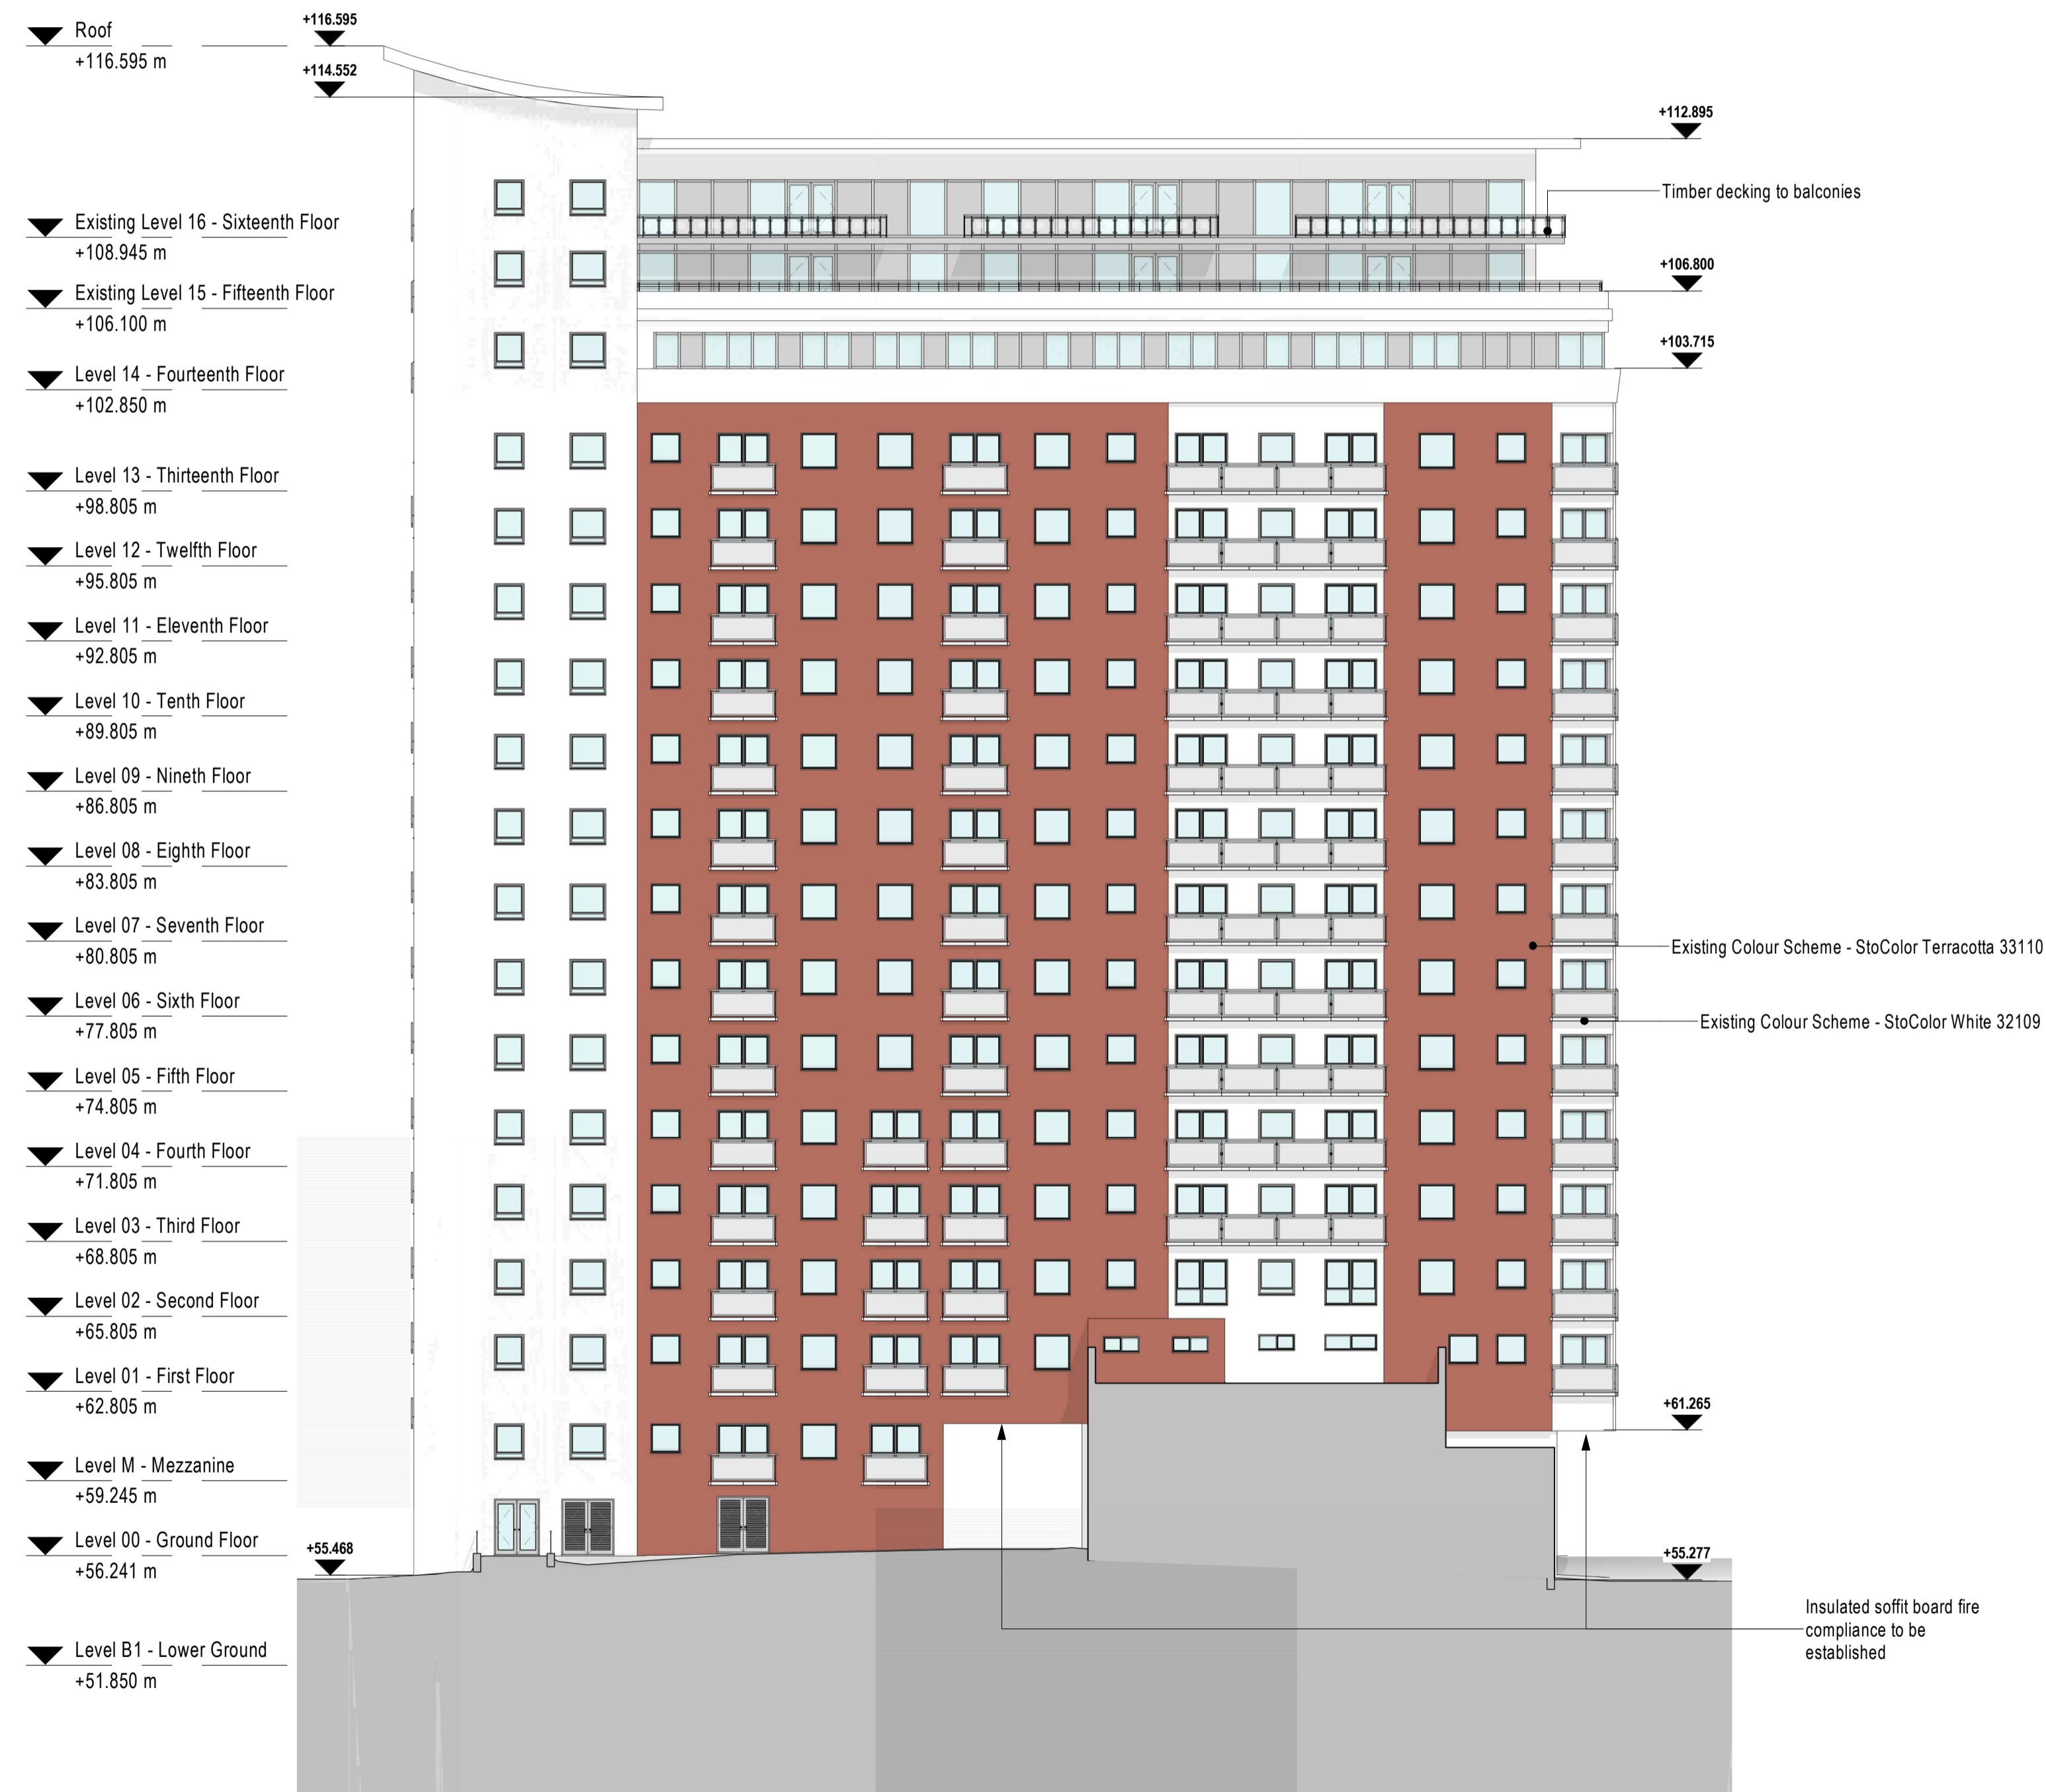 Roof
+116.595 m
+116.595
+114.552
+112.895
Timber decking to balconies
Existing Level 16 - Sixteenth Floor
+108.945 m
+106.800
Existing Level 15 - Fifteenth Floor
+106.100 m
+103.715
Level 14 - Fourteenth Floor
+102.850 m
Level 13 - Thirteenth Floor
+98.805 m
Level 12 - Twelfth Floor
+95.805 m
Level 11 - Eleventh Floor
+92.805 m
Level 10 - Tenth Floor
+89.805 m
Level 09 - Nineth Floor
+86.805 m
Level 08 - Eighth Floor
+83.805 m
Level 07 - Seventh Floor
+80.805 m
Existing Colour Scheme - StoColor Terracotta 33110
Level 06 - Sixth Floor
+77.805 m
Existing Colour Scheme - StoColor White 32109
Level 05 - Fifth Floor
+74.805 m
Level 04 - Fourth Floor
+71.805 m
Level 03 - Third Floor
+68.805 m
Level 02 - Second Floor
+65.805 m
Level 01 - First Floor
+62.805 m
+61.265
Level M - Mezzanine
+59.245 m
Level 00 - Ground Floor
+56.241 m
+55.468
+55.277
Insulated soffit board fire
compliance to be
established
Level B1 - Lower Ground
+51.850 m